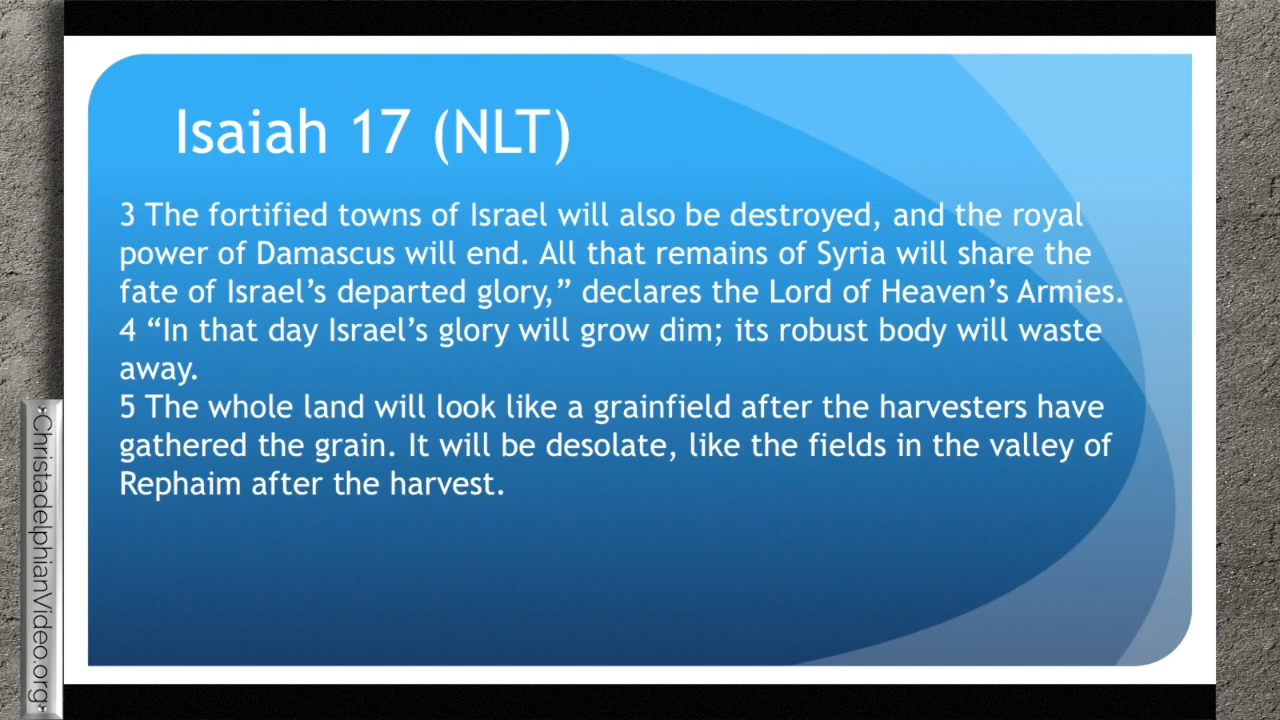 Isaiah 17 (NLT)
3 The fortified towns of Israel will also be destroyed, and the royal
power of Damascus will end. All that remains of Syria will share the
fate of Israel’s departed glory,” declares the Lord of Heaven’s Armies.
4 “In that day Israel’s glory will grow dim; its robust body will waste
away.
5 The whole land will look like a grainfield after the harvesters have
gathered the grain. It will be desolate, like the fields in the valley of
Rephaim after the harvest.
ChristadelphianVideo.org